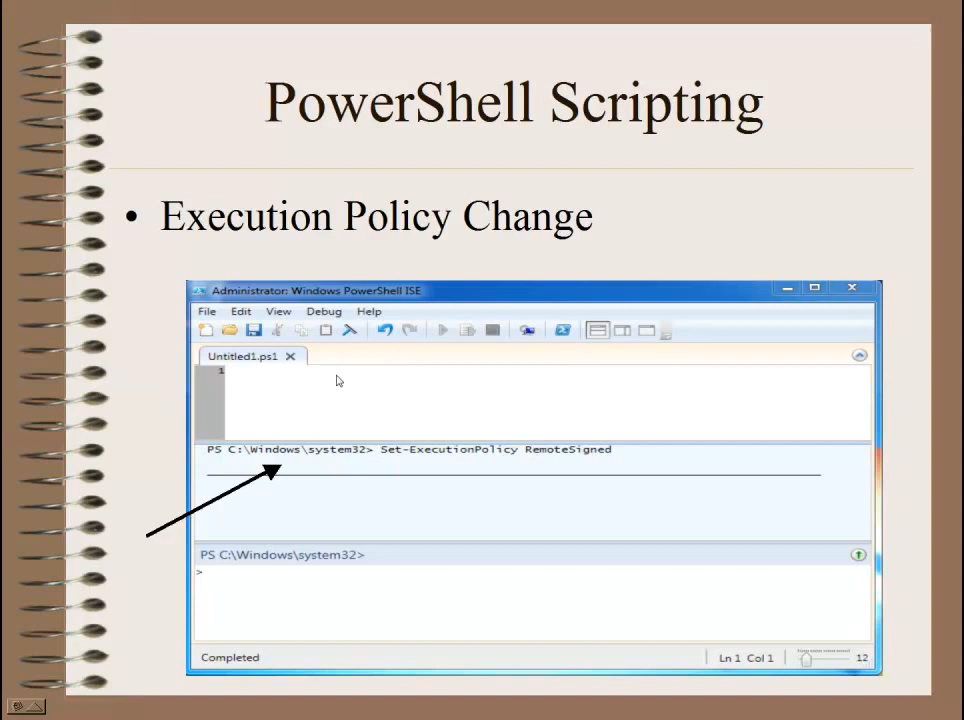 PowerShell Scripting
• Execution Policy Change
Administrator: Windows PowerShell ISE
File Edit View Debug Help
Untitled1.ps1
1
PS C:\Windows\system32> Set-ExecutionPolicy RemoteSigned
PS C:\Windows\system32>
>
Completed
Ln 1 Col 1
12